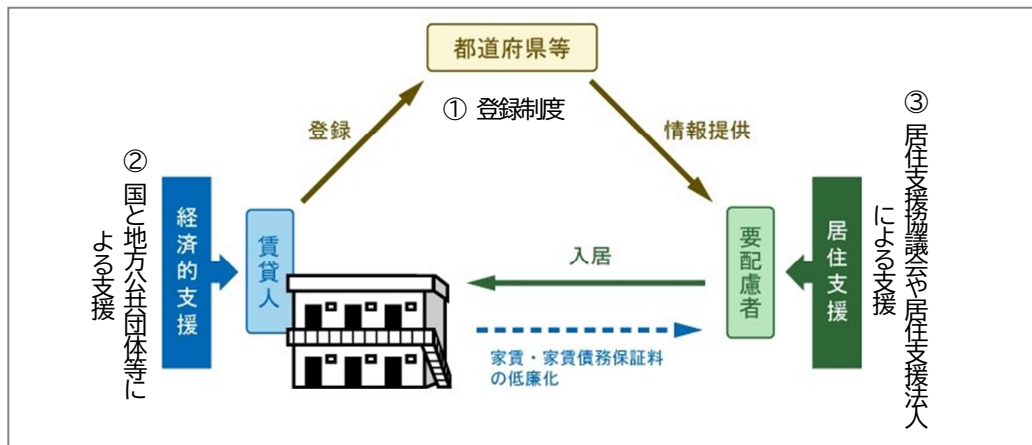 都道府県等
① 登録制度
登録
情報提供
② 国と地方公共団体等に
よる支援
経済的支援
賃貸人
入居
家賃・家賃債務保証料
の低廉化
要配慮者
居住支援
③ 居住支援協議会や居住支援法人
による支援